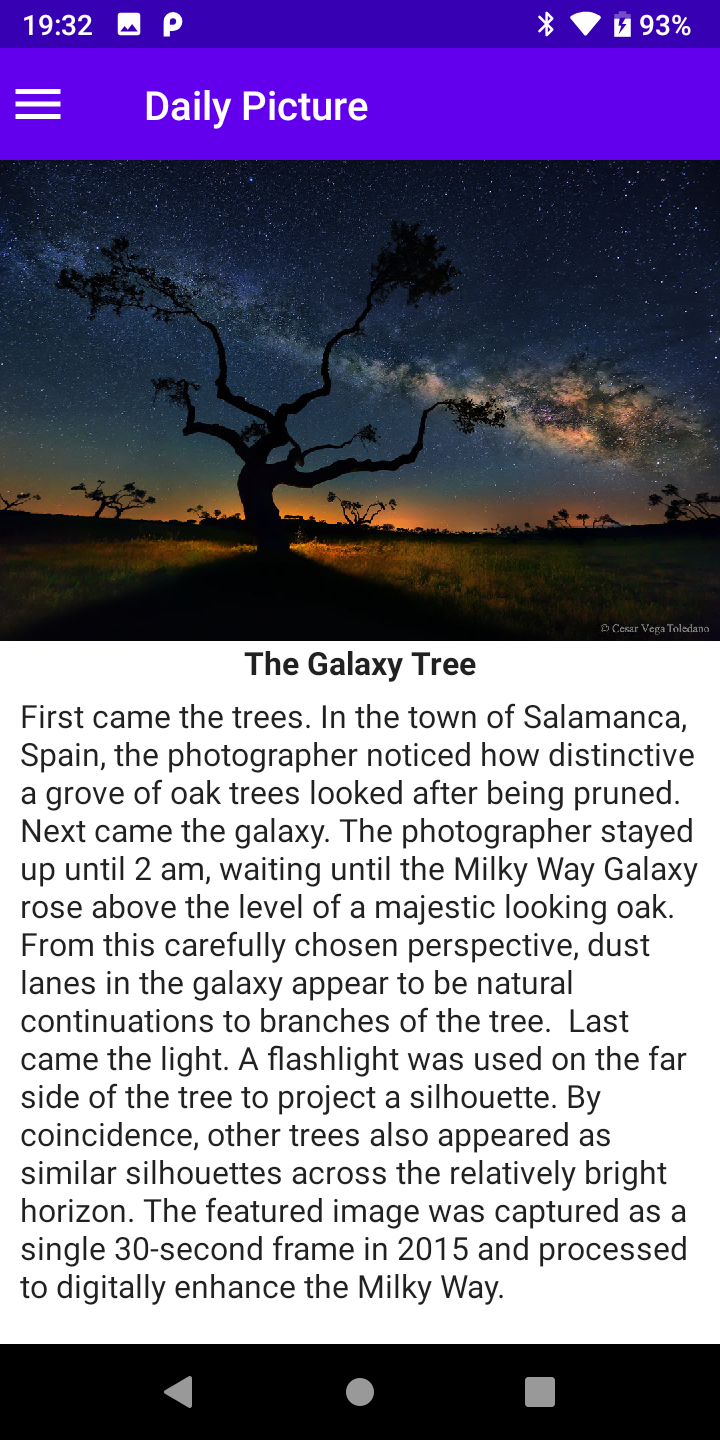 19:32
93%
Daily Picture
© Cesar Vega Toledano
The Galaxy Tree
First came the trees. In the town of Salamanca,
Spain, the photographer noticed how distinctive
a grove of oak trees looked after being pruned.
Next came the galaxy. The photographer stayed
up until 2 am, waiting until the Milky Way Galaxy
rose above the level of a majestic looking oak.
From this carefully chosen perspective, dust
lanes in the galaxy appear to be natural
continuations to branches of the tree.  Last
came the light. A flashlight was used on the far
side of the tree to project a silhouette. By
coincidence, other trees also appeared as
similar silhouettes across the relatively bright
horizon. The featured image was captured as a
single 30-second frame in 2015 and processed
to digitally enhance the Milky Way.